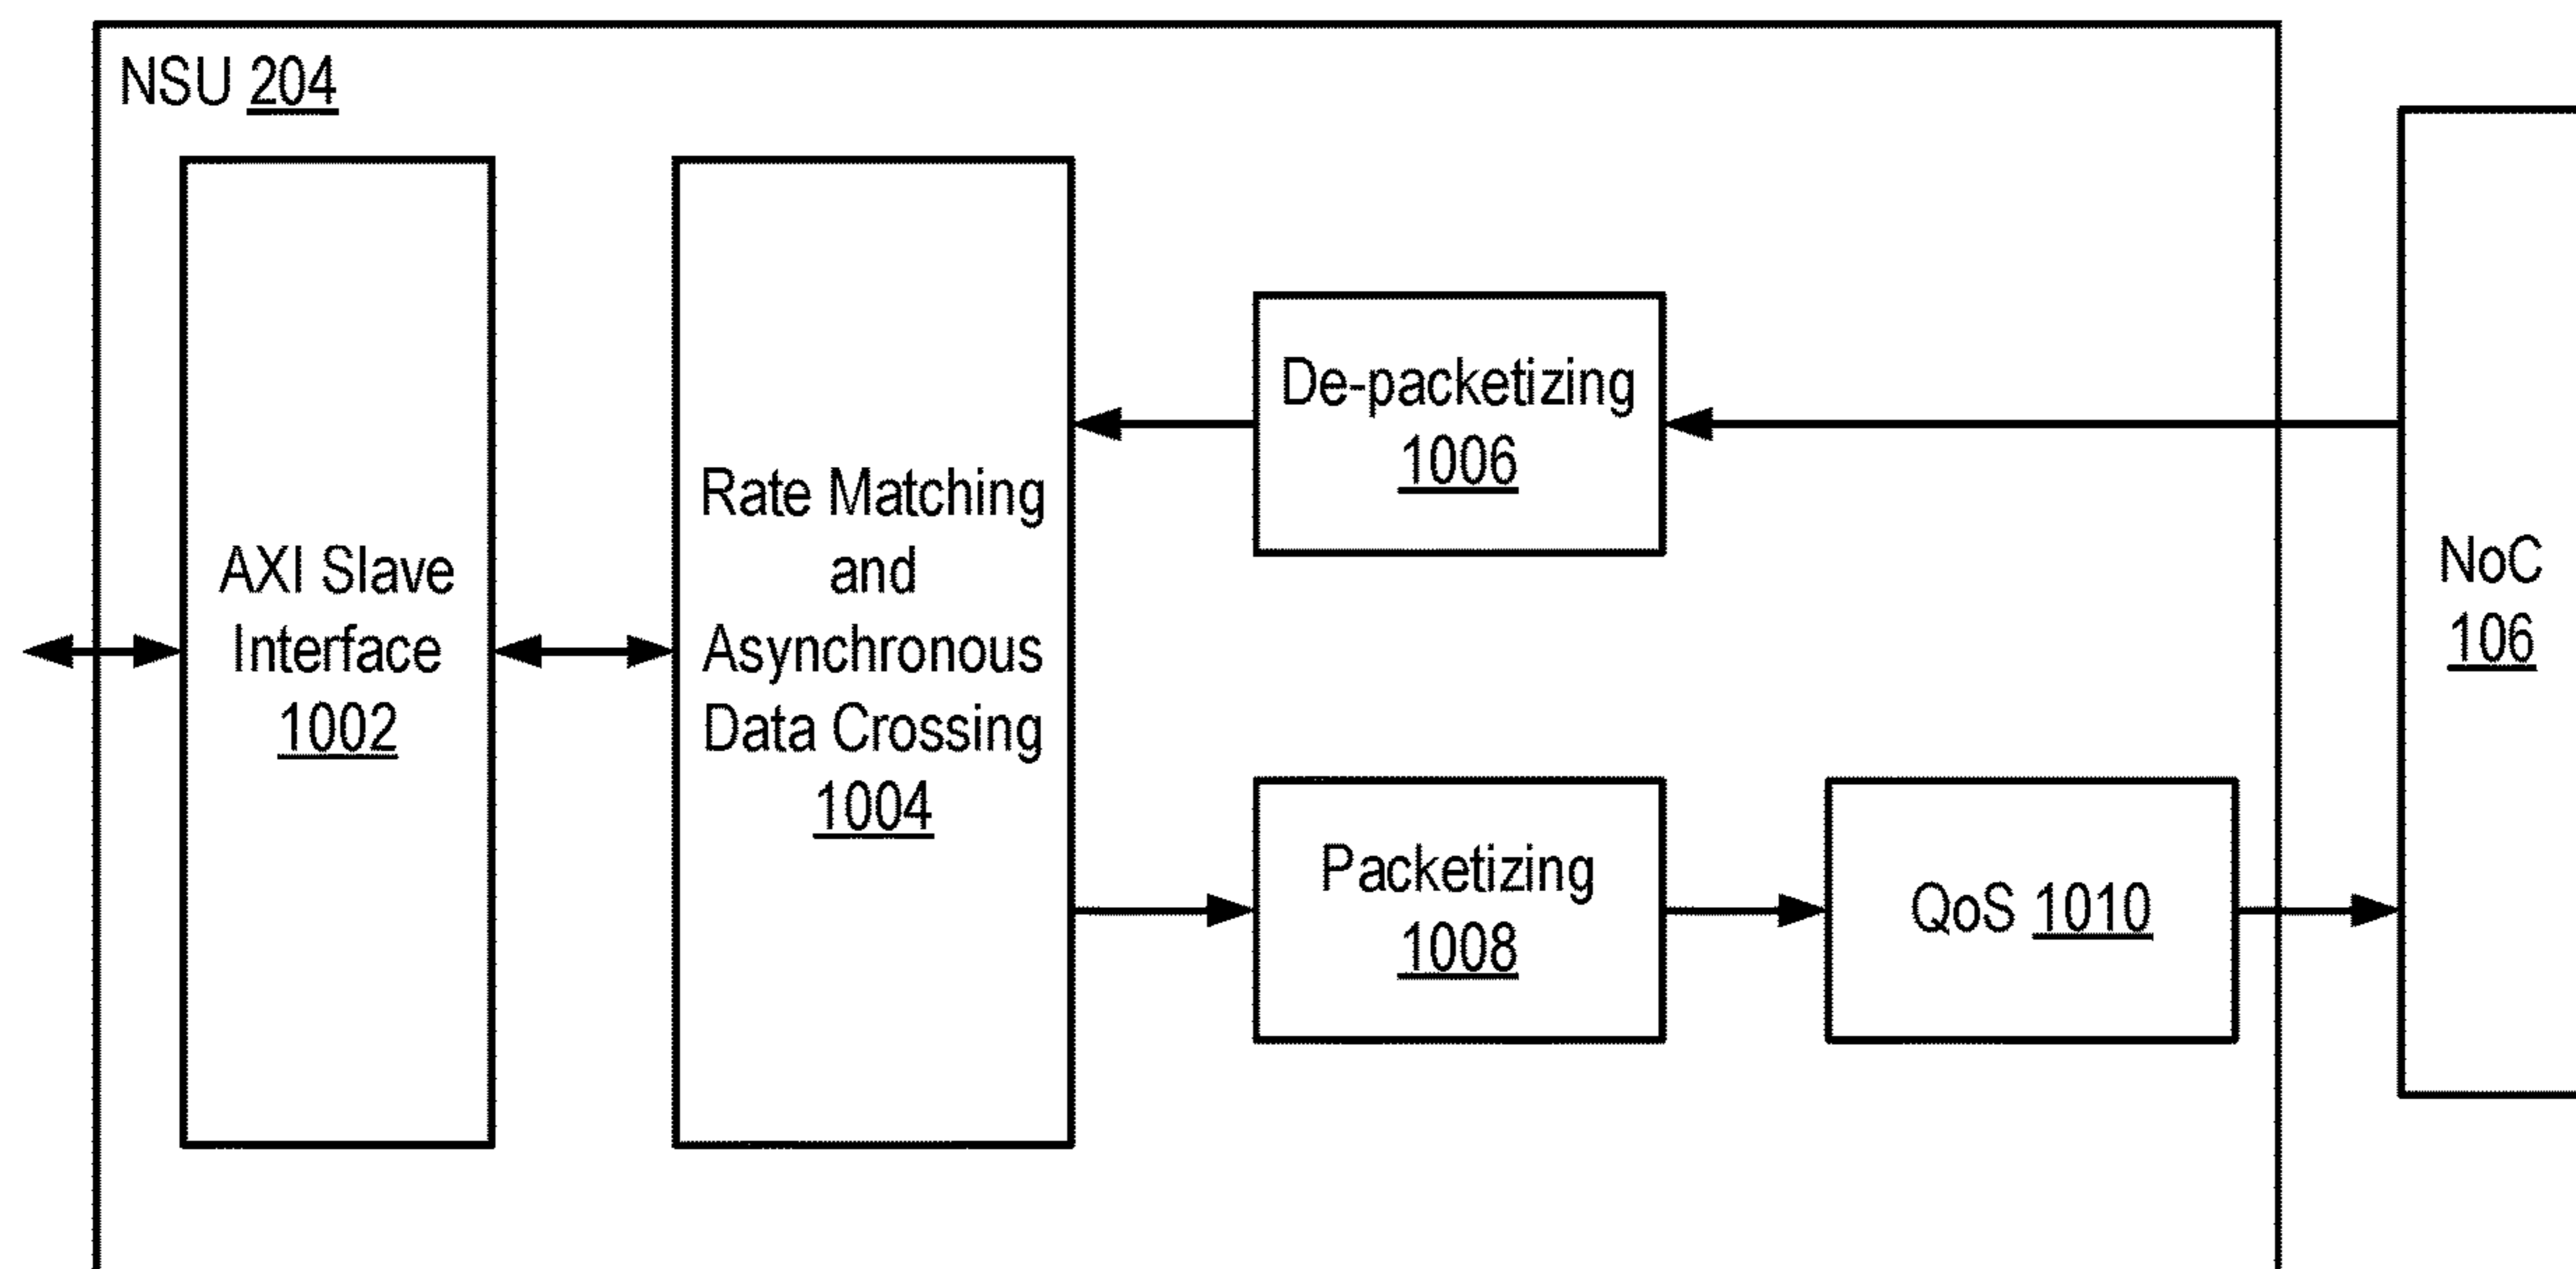 NSU 204
AXI Slave
Interface
1002
Rate Matching
and
Asynchronous
Data Crossing
1004
De-packetizing
1006
Packetizing
1008
QoS 1010
NoC
106